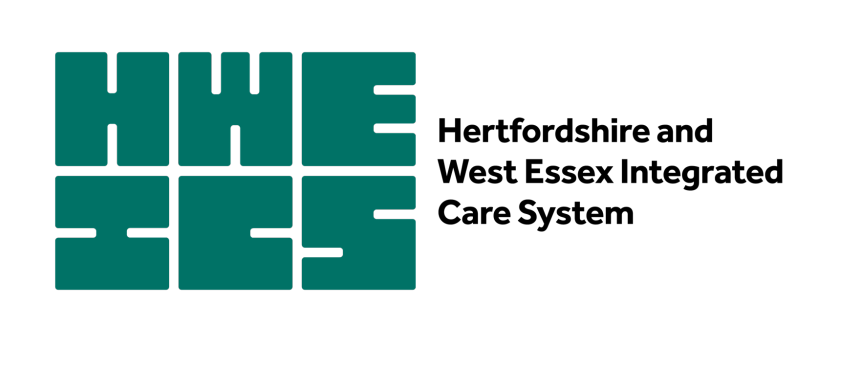 HWE
ICS
Hertfordshire and
West Essex Integrated
Care System